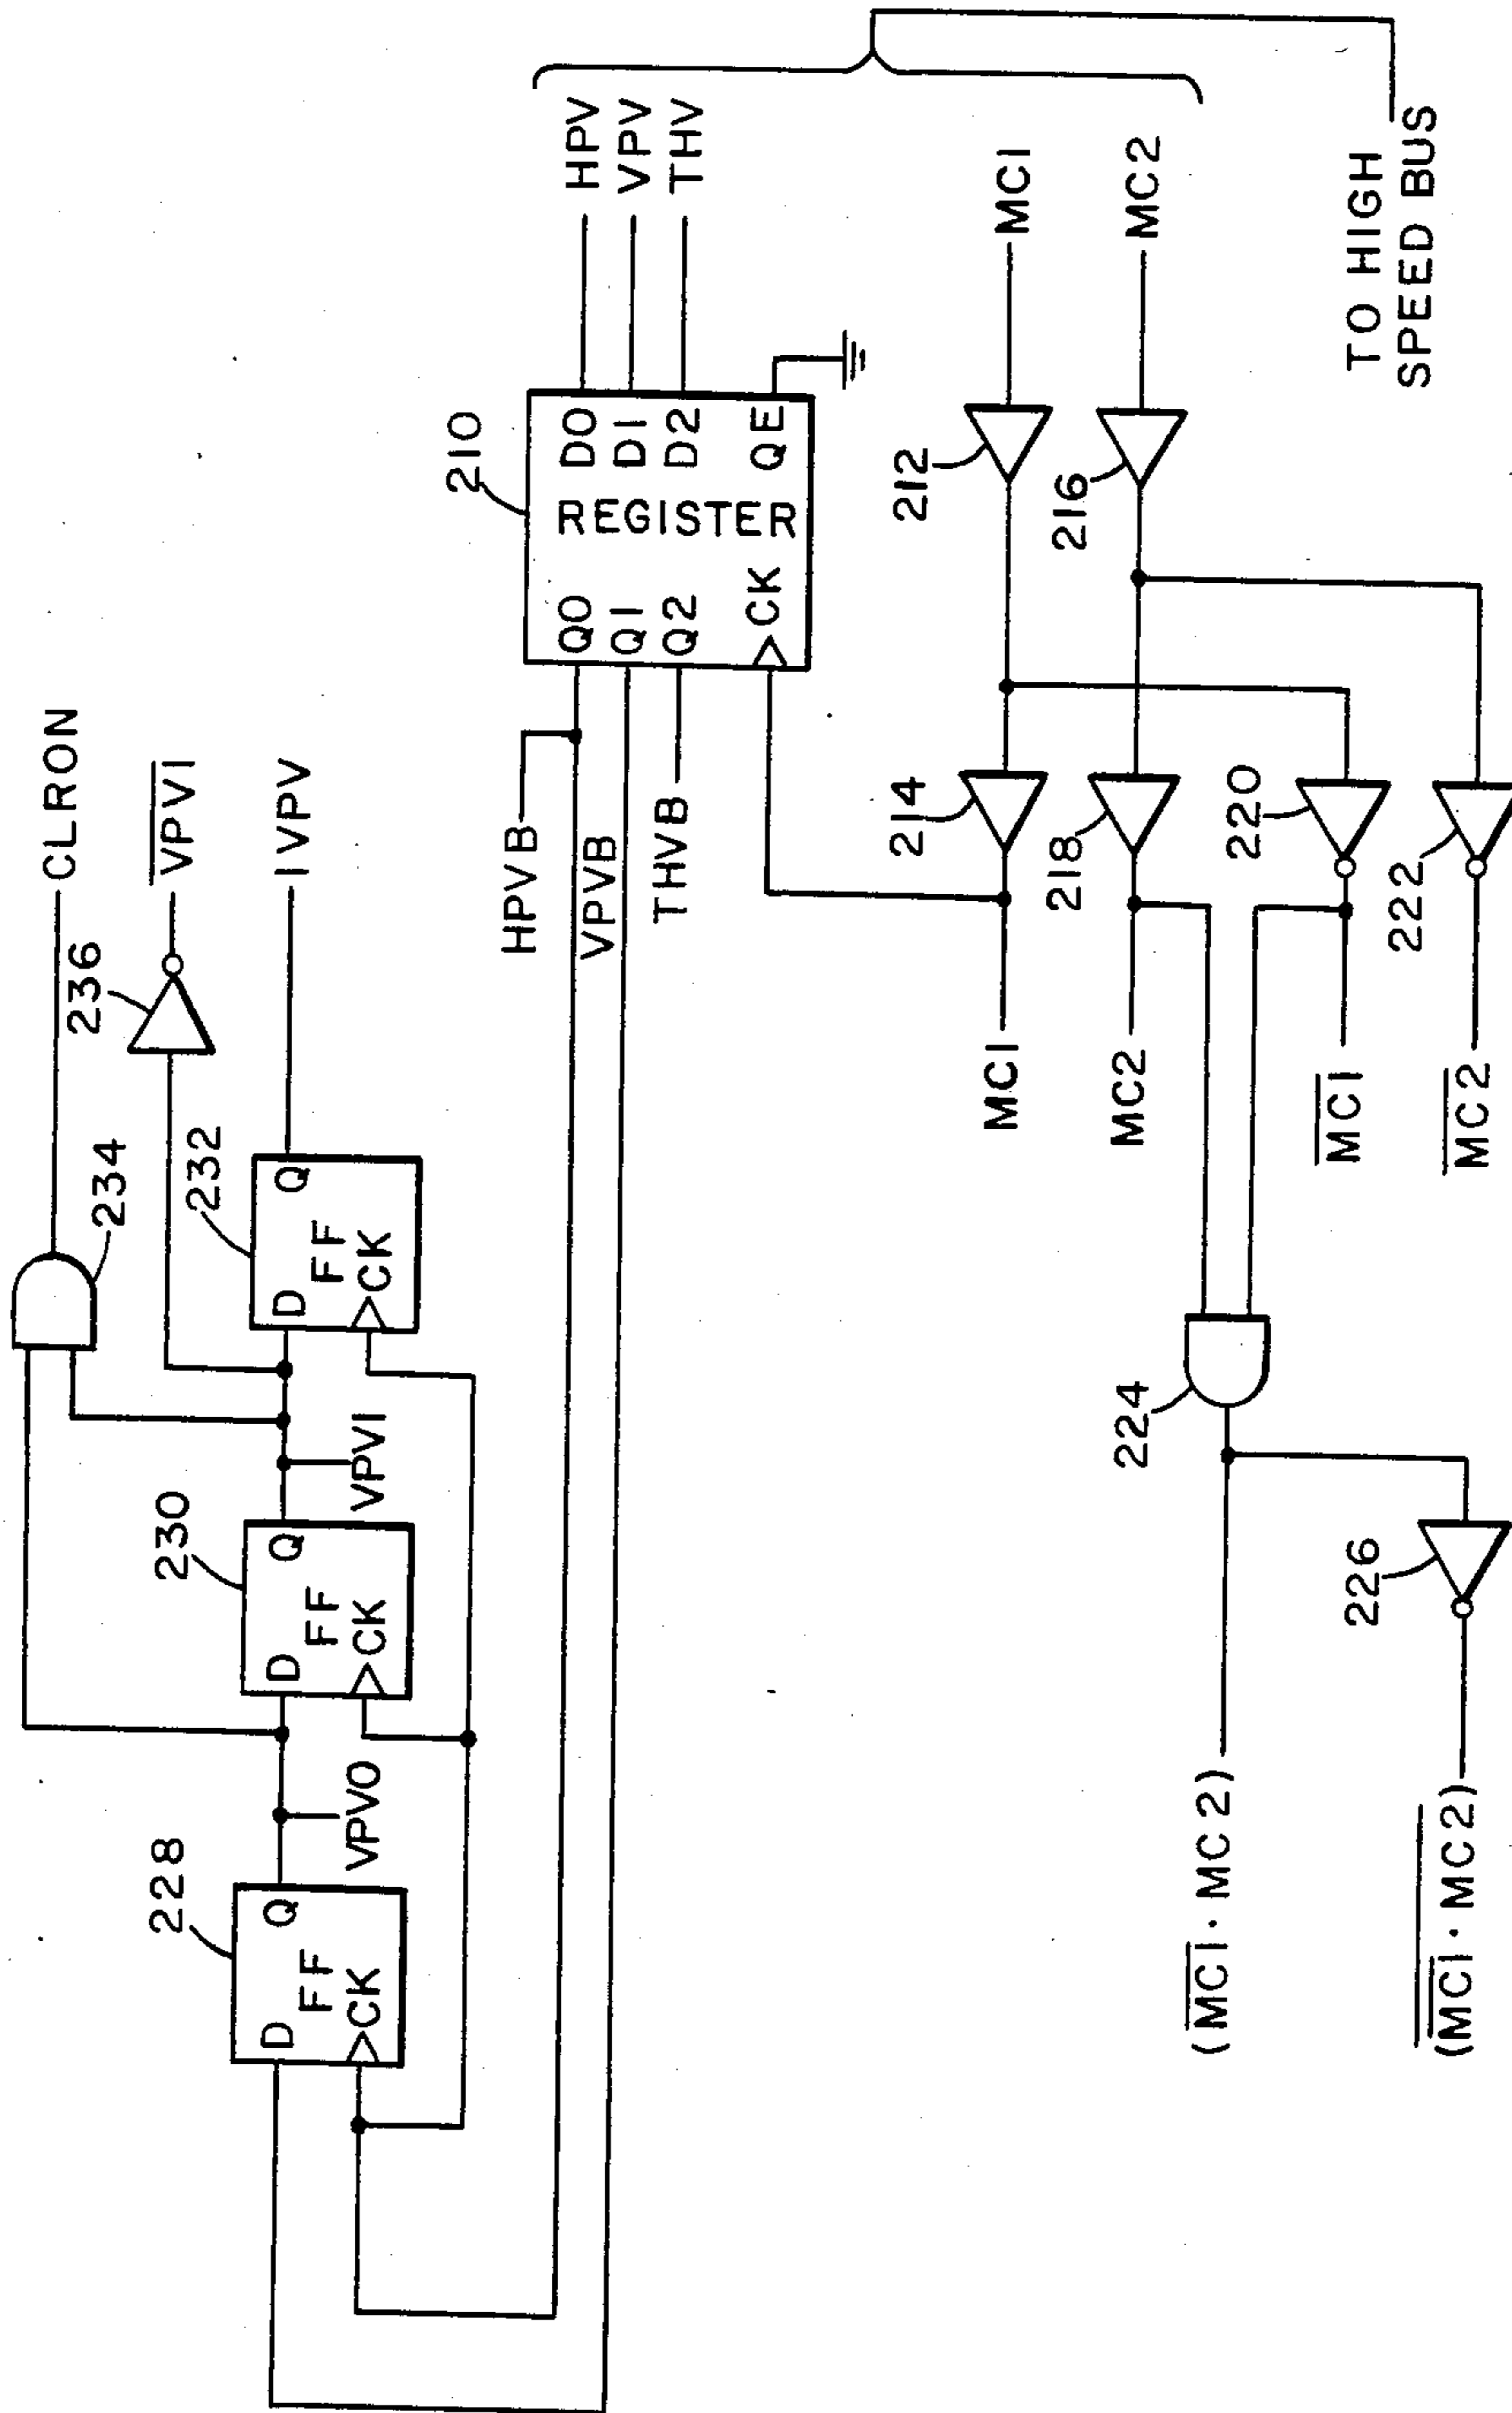 CLRON
234
236
VPV1
IVPV
232
D
Q
FF
CK
230
D
Q
FF
CK
VPV1
228
D
Q
FF
CK
VPV0
HPVB
VPVB
THVB
210
Q0
Q1
Q2
CK
REGISTER
D0
D1
D2
QE
HPV
VPV
THV
MC1
MC2
212
216
214
218
220
222
MC1
MC2
MC1
MC2
224
226
(MC1·MC2)
(MC1·MC2)
TO HIGH
SPEED BUS